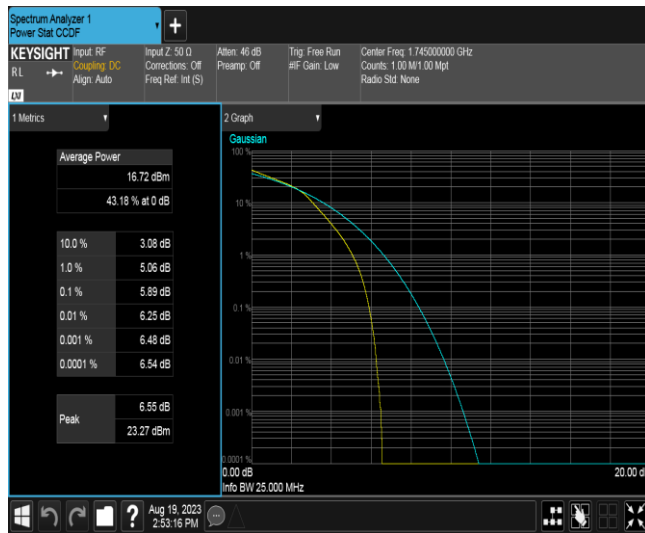 Spectrum Analyzer 1
Power Stat CCDF
+
KEYSIGHT
RL
LXI
Input: RF
Coupling: DC
Align: Auto
Input Z: 50 Ω
Corrections: Off
Freq Ref: Int (S)
Atten: 46 dB
Preamp: Off
Trig: Free Run
#IF Gain: Low
Center Freq: 1.745000000 GHz
Counts: 1.00 M/1.00 Mpt
Radio Std: None
1 Metrics
Average Power
16.72 dBm
43.18 % at 0 dB
10.0 % 3.08 dB
1.0 % 5.06 dB
0.1 % 5.89 dB
0.01 % 6.25 dB
0.001 % 6.48 dB
0.0001 % 6.54 dB
Peak
6.55 dB
23.27 dBm
2 Graph
Gaussian
100 %
10 %
1 %
0.1 %
0.01 %
0.001 %
0.0001 %
0.00 dB
20.00 d
Info BW 25.000 MHz
?
Aug 19, 2023
2:53:16 PM